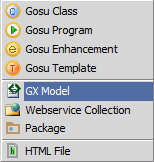 Gosu Class
Gosu Program
Gosu Enhancement
Gosu Template
GX Model
Webservice Collection
Package
HTML File